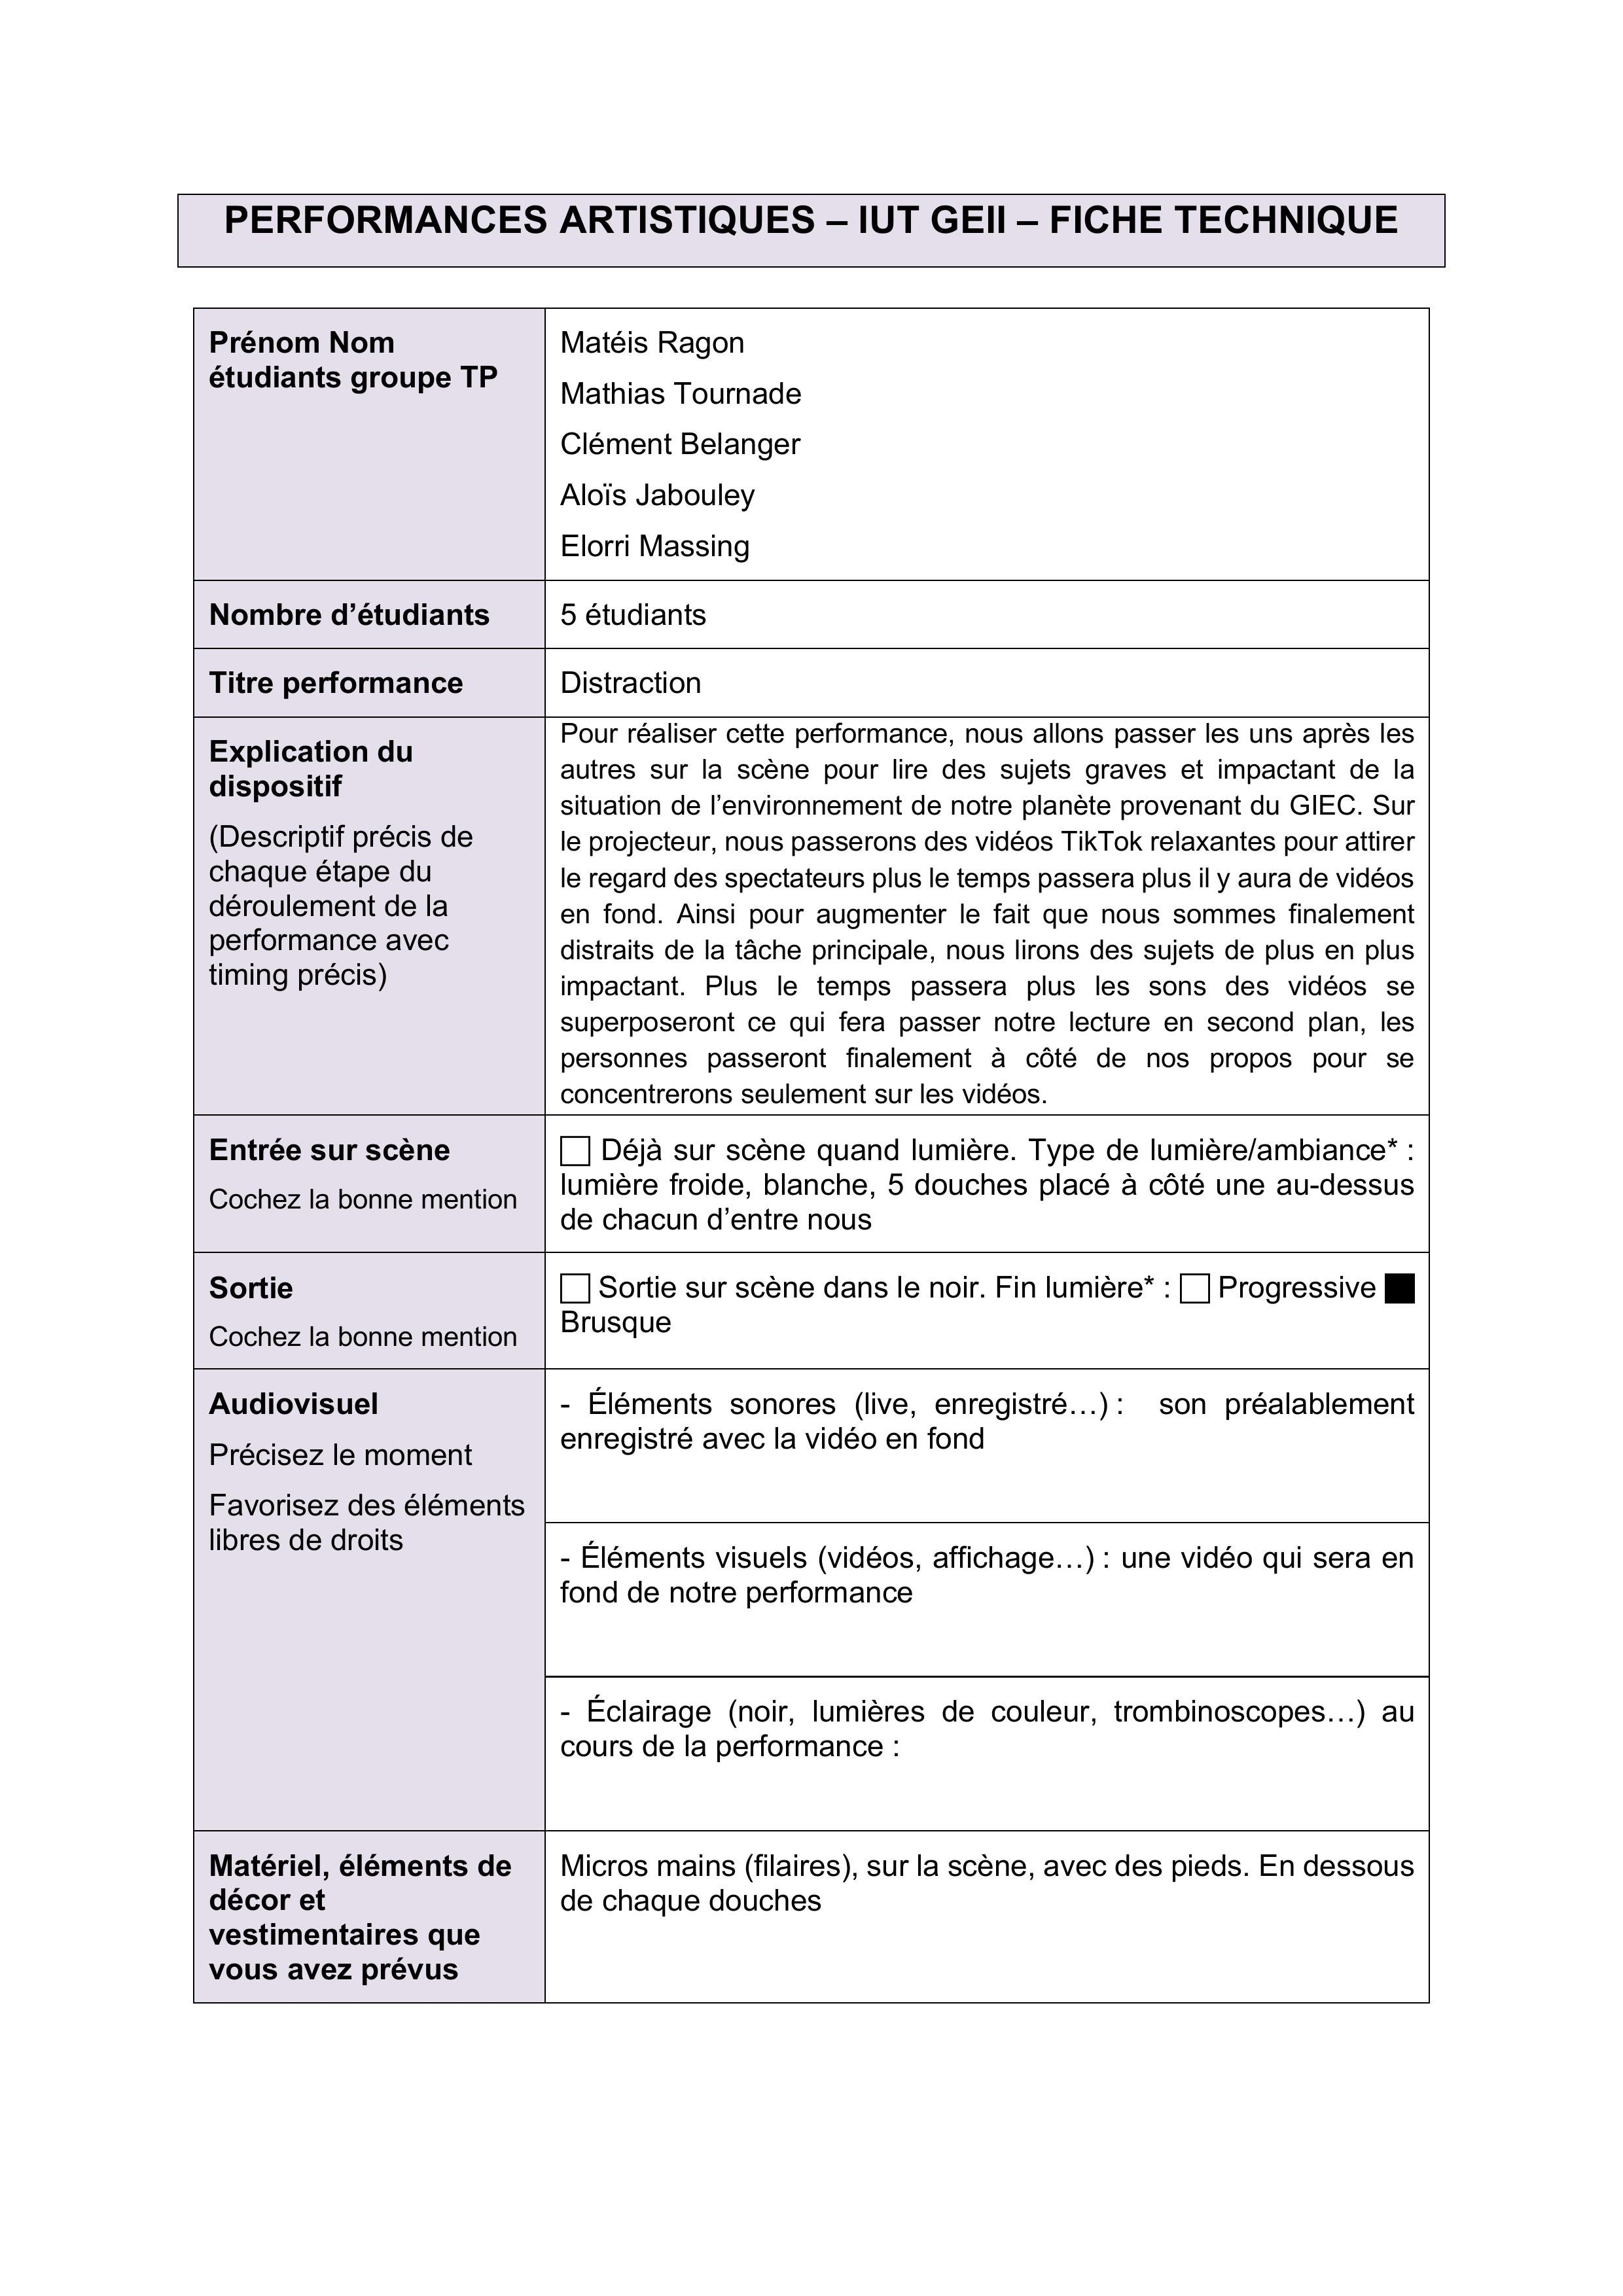 PERFORMANCES ARTISTIQUES – IUT GEII – FICHE TECHNIQUE
Prénom Nom
étudiants groupe TP
Matéis Ragon
Mathias Tournade
Clément Belanger
Aloïs Jabouley
Elorri Massing
Nombre d’étudiants
5 étudiants
Titre performance
Distraction
Explication du
dispositif
(Descriptif précis de
chaque étape du
déroulement de la
performance avec
timing précis)
Pour réaliser cette performance, nous allons passer les uns après les
autres sur la scène pour lire des sujets graves et impactant de la
situation de l’environnement de notre planète provenant du GIEC. Sur
le projecteur, nous passerons des vidéos TikTok relaxantes pour attirer
le regard des spectateurs plus le temps passera plus il y aura de vidéos
en fond. Ainsi pour augmenter le fait que nous sommes finalement
distraits de la tâche principale, nous lirons des sujets de plus en plus
impactant. Plus le temps passera plus les sons des vidéos se
superposeront ce qui fera passer notre lecture en second plan, les
personnes passeront finalement à côté de nos propos pour se
concentrerons seulement sur les vidéos.
Entrée sur scène
Cochez la bonne mention
☐ Déjà sur scène quand lumière. Type de lumière/ambiance* :
lumière froide, blanche, 5 douches placé à côté une au-dessus
de chacun d’entre nous
Sortie
Cochez la bonne mention
☐ Sortie sur scène dans le noir. Fin lumière* : ☐ Progressive ■
Brusque
Audiovisuel
Précisez le moment
Favorisez des éléments
libres de droits
- Éléments sonores (live, enregistré…) : son préalablement
enregistré avec la vidéo en fond
- Éléments visuels (vidéos, affichage…) : une vidéo qui sera en
fond de notre performance
- Éclairage (noir, lumières de couleur, trombinoscopes…) au
cours de la performance :
Matériel, éléments de
décor et
vestimentaires que
vous avez prévus
Micros mains (filaires), sur la scène, avec des pieds. En dessous
de chaque douches